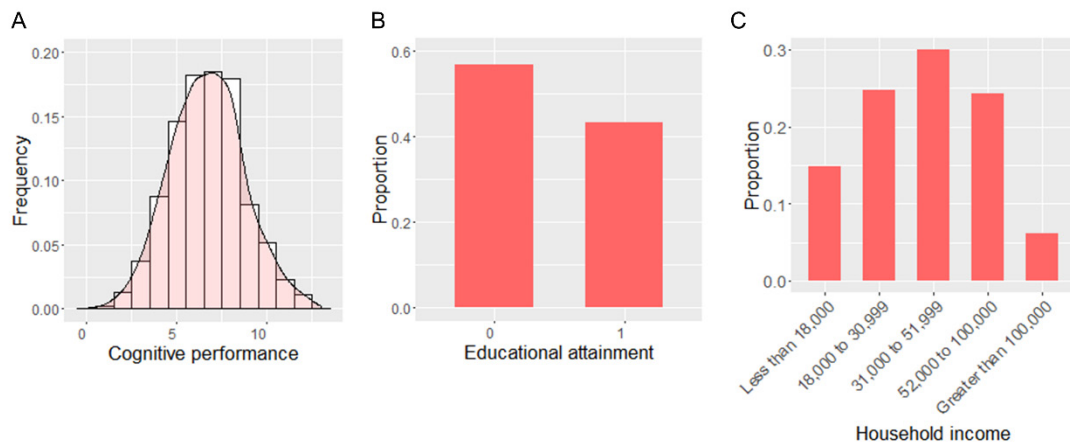 A
Frequency
0.20
0.15
0.10
0.05
0.00
0
5
10
Cognitive performance
B
Proportion
0.6
0.4
0.2
0.0
0
1
Educational attainment
C
Proportion
0.3
0.2
0.1
0.0
Less than 18,000
18,000 to 30,999
31,000 to 51,999
52,000 to 100,000
Greater than 100,000
Household income